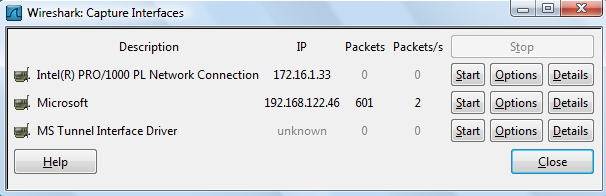 Wireshark: Capture Interfaces
Description IP Packets Packets/s Stop
Intel(R) PRO/1000 PL Network Connection 172.16.1.33 0 0 Start Options Details
Microsoft 192.168.122.46 601 2 Start Options Details
MS Tunnel Interface Driver unknown 0 0 Start Options Details
Help Close